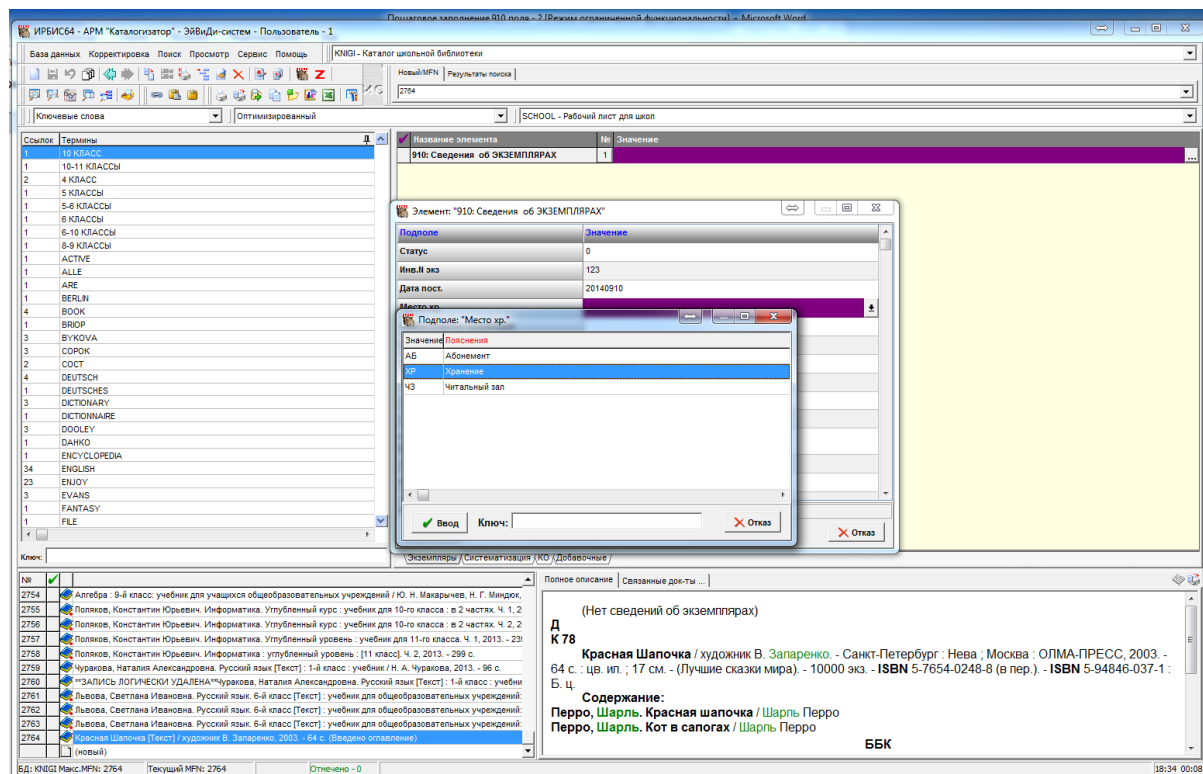 Пошаговое заполнение 910 поля - 2 [Режим ограниченной функциональности] - Microsoft Word
ИРБИС64 - АРМ "Каталогизатор" - ЭйВиДи-систем - Пользователь - 1
База данных Корректировка Поиск Просмотр Сервис Помощь KNIGI - Каталог школьной библиотеки
Новый/MFN Результаты поиска
2764
Ключевые слова Оптимизированный SCHOOL - Рабочий лист для школ
Ссылок Термины
1 10 КЛАСС
1 10-11 КЛАССЫ
2 4 КЛАСС
1 5 КЛАССЫ
1 5-6 КЛАССЫ
1 6 КЛАССЫ
1 6-10 КЛАССЫ
1 8-9 КЛАССЫ
1 ACTIVE
1 ALLE
1 ARE
1 BERLIN
4 BOOK
1 BRIOP
3 BYKOVA
3 COPOK
2 COCT
4 DEUTSCH
1 DEUTSCHES
3 DICTIONARY
1 DICTIONNAIRE
3 DOOLEY
1 DАНКО
1 ENCYCLOPEDIA
34 ENGLISH
23 ENJOY
3 EVANS
1 FANTASY
1 FILE
Ключ:
Название элемента № Значение
910: Сведения об ЭКЗЕМПЛЯРАХ 1 ...
Элемент: "910: Сведения об ЭКЗЕМПЛЯРАХ"
Подполе Значение
Статус 0
Инв.N экз 123
Дата пост. 20140910
Место хр.
Подполе: "Место хр."
Значение Пояснения
АБ Абонемент
ХР Хранение
ЧЗ Читальный зал
Ввод Ключ: Отказ
Отказ
Экземпляры Систематизация КО Добавочные
№
2754 Алгебра : 9-й класс: учебник для учащихся общеобразовательных учреждений / Ю. Н. Макарычев, Н. Г. Миндюк,
2755 Поляков, Константин Юрьевич. Информатика. Углубленный курс : учебник для 10-го класса : в 2 частях. Ч. 1, 2
2756 Поляков, Константин Юрьевич. Информатика. Углубленный курс : учебник для 10-го класса : в 2 частях. Ч. 2, 2
2757 Поляков, Константин Юрьевич. Информатика. Углубленный уровень : учебник для 11-го класса. Ч. 1, 2013. - 23
2758 Поляков, Константин Юрьевич. Информатика : углубленный уровень : [11 класс]. Ч. 2, 2013. - 299 с.
2759 Чуракова, Наталия Александровна. Русский язык [Текст] : 1-й класс : учебник / Н. А. Чуракова, 2013. - 96 с.
2760 **ЗАПИСЬ ЛОГИЧЕСКИ УДАЛЕНА**Чуракова, Наталия Александровна. Русский язык [Текст] : 1-й класс : учебни
2761 Львова, Светлана Ивановна. Русский язык. 6-й класс [Текст] : учебник для общеобразовательных учреждений:
2762 Львова, Светлана Ивановна. Русский язык. 6-й класс [Текст] : учебник для общеобразовательных учреждений:
2763 Львова, Светлана Ивановна. Русский язык. 6-й класс [Текст] : учебник для общеобразовательных учреждений:
2764 Красная Шапочка [Текст] / художник В. Запаренко, 2003. - 64 с. (Введено оглавление)
(новый)
Полное описание Связанные док-ты ...
(Нет сведений об экземплярах)
Д
К 78
Красная Шапочка / художник В. Запаренко. - Санкт-Петербург : Нева ; Москва : ОЛМА-ПРЕСС, 2003. -
64 с. : цв. ил. ; 17 см. - (Лучшие сказки мира). - 10000 экз. - ISBN 5-7654-0248-8 (в пер.). - ISBN 5-94846-037-1 :
Б. ц.
Содержание:
Перро, Шарль. Красная шапочка / Шарль Перро
Перро, Шарль. Кот в сапогах / Шарль Перро
ББК
БД: KNIGI Макс.MFN: 2764 Текущий MFN: 2764 Отмечено - 0 18:34 00:08